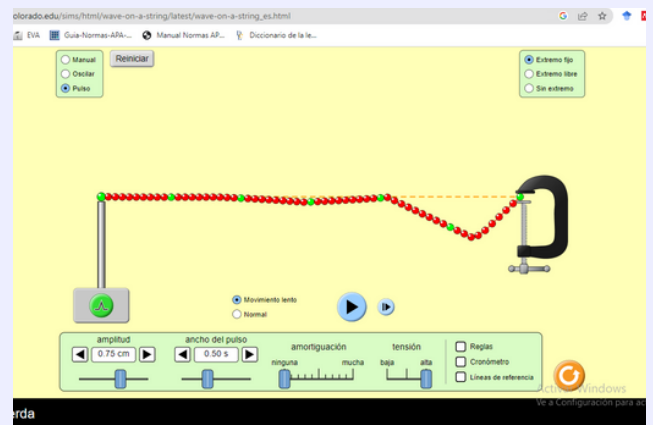 olorado.edu/sims/html/wave-on-a-string/latest/wave-on-a-string_es.html
EVA Guia-Normas-APA-... Manual Normas AP... Diccionario de la le...
Manual
Oscilar
Pulso
Reiniciar
Extremo fijo
Extremo libre
Sin extremo
Movimiento lento
Normal
amplitud
0.75 cm
ancho del pulso
0.50 s
amortiguación
ninguna mucha
tensión
baja alta
Reglas
Cronómetro
Líneas de referencia
Activar Windows
Ve a Configuración para ac
erda